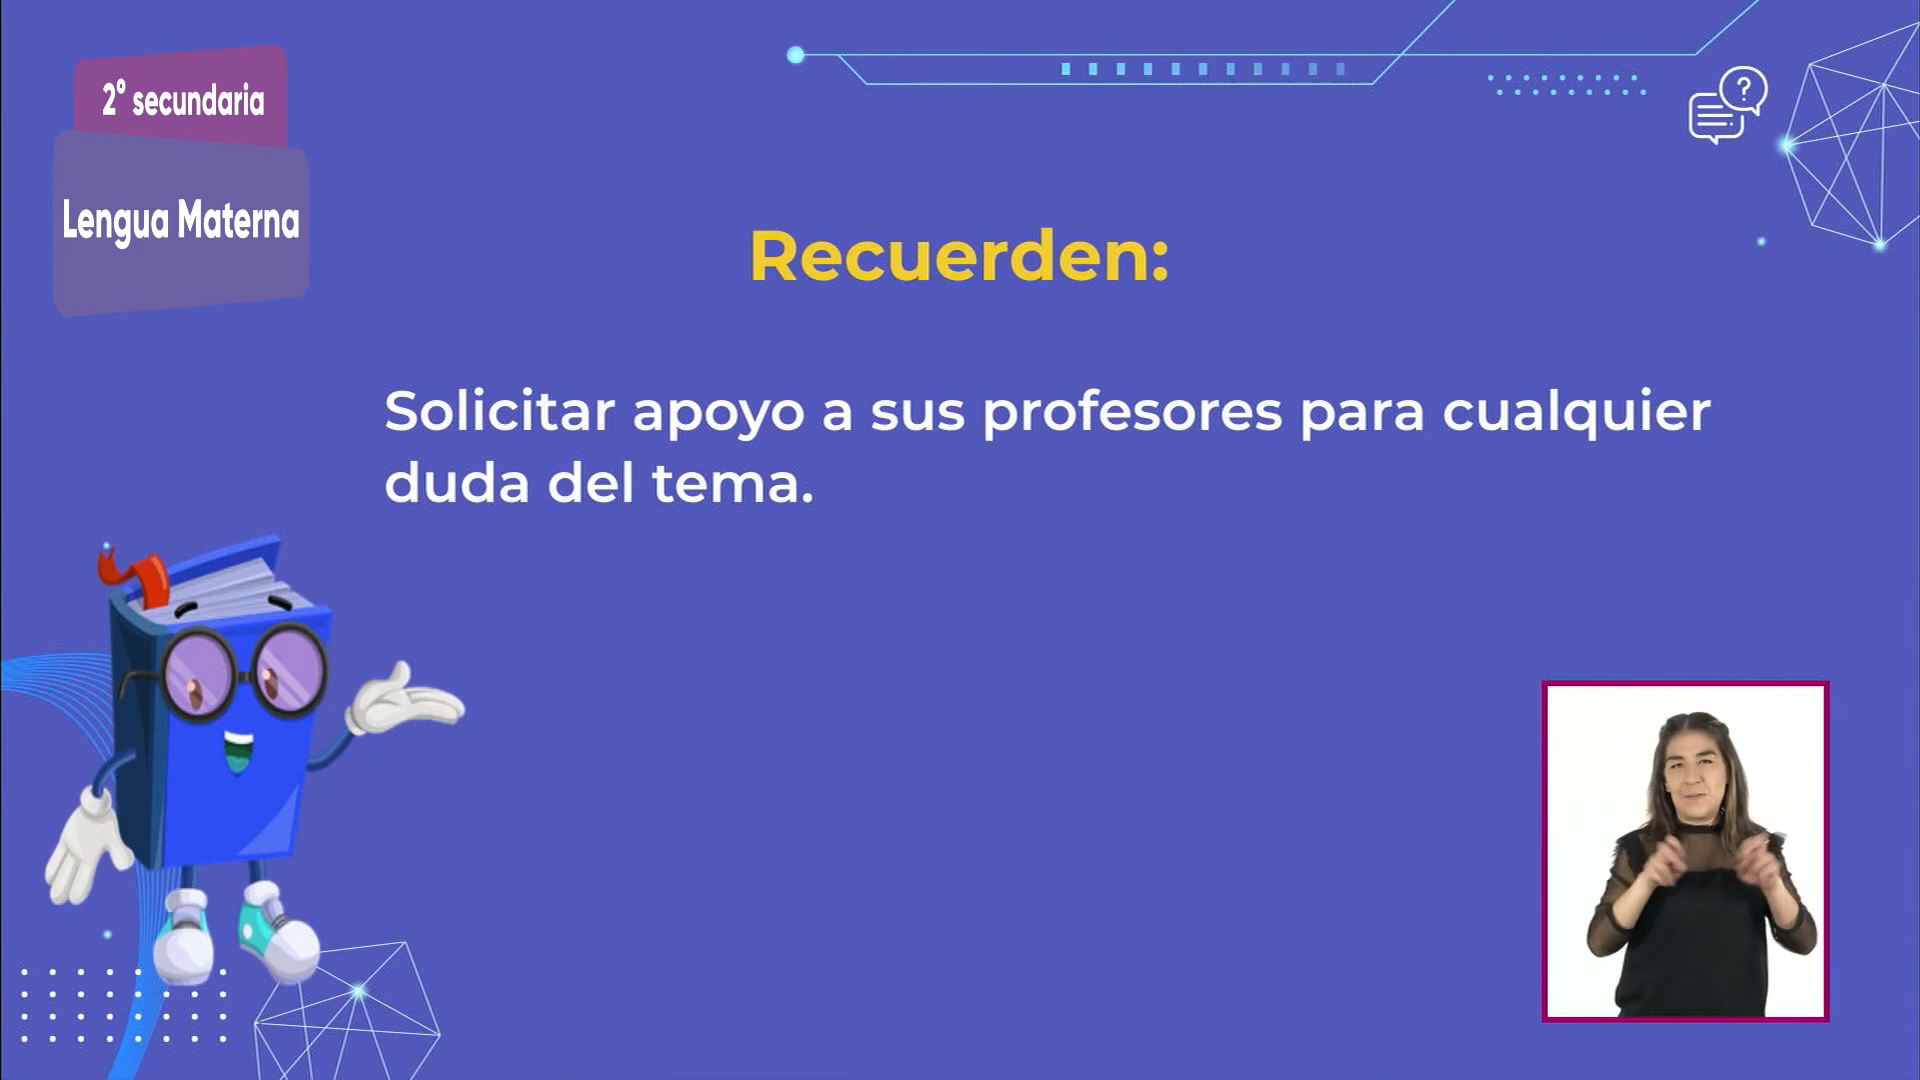 2° secundaria
Lengua Materna
Recuerden:
Solicitar apoyo a sus profesores para cualquier
duda del tema.